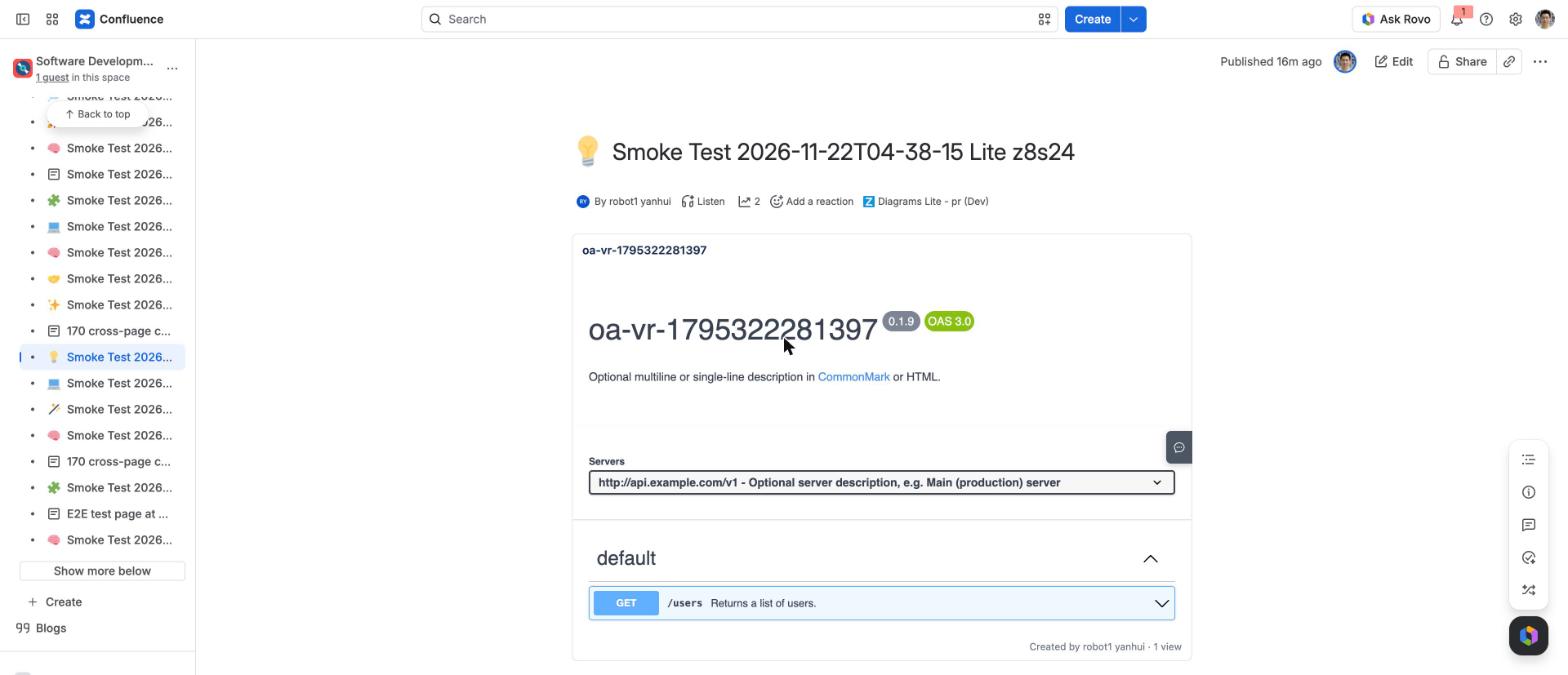 Confluence
Search
Create
Ask Rovo
1
Software Developm...
1 guest in this space
Published 16m ago
Edit
Share
Smoke Test 2026...
Back to top
026...
Smoke Test 2026...
Smoke Test 2026...
Smoke Test 2026...
Smoke Test 2026...
Smoke Test 2026...
Smoke Test 2026...
Smoke Test 2026...
170 cross-page c...
Smoke Test 2026...
Smoke Test 2026...
Smoke Test 2026...
Smoke Test 2026...
170 cross-page c...
Smoke Test 2026...
E2E test page at ...
Smoke Test 2026...
Show more below
Create
Blogs
Smoke Test 2026-11-22T04-38-15 Lite z8s24
RY By robot1 yanhui Listen 2 Add a reaction Z Diagrams Lite - pr (Dev)
oa-vr-1795322281397
oa-vr-1795322281397 0.1.9 OAS 3.0
Optional multiline or single-line description in CommonMark or HTML.
Servers
http://api.example.com/v1 - Optional server description, e.g. Main (production) server
default
GET /users Returns a list of users.
Created by robot1 yanhui · 1 view